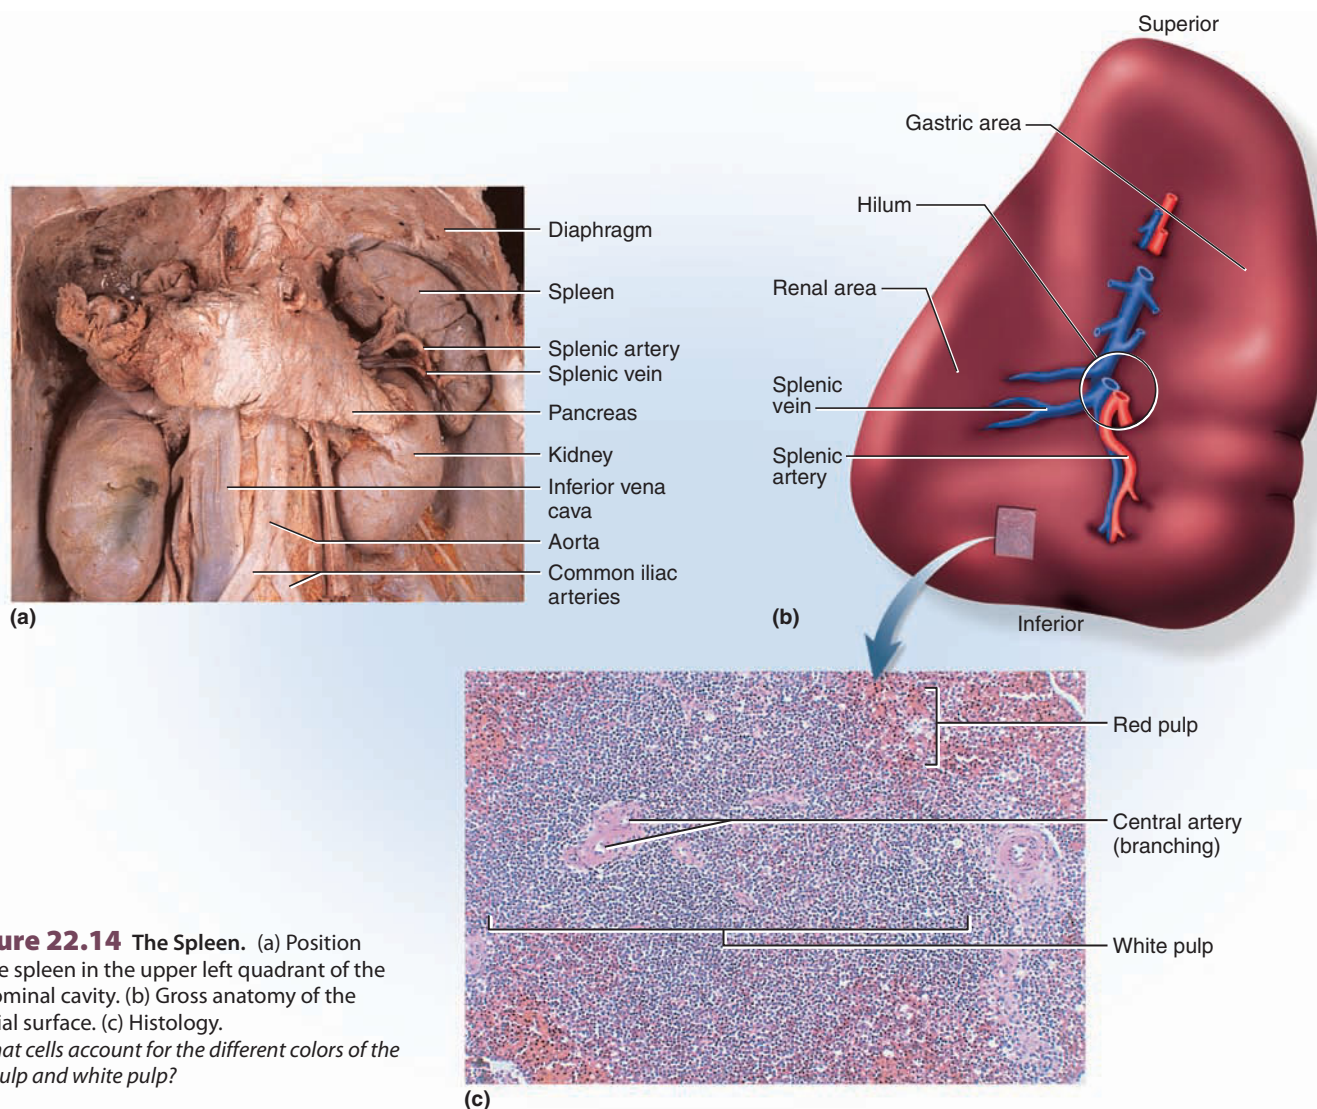 Superior
Gastric area
Hilum
Renal area
Splenic
vein
Splenic
artery
Inferior
(b)
Diaphragm
Spleen
Splenic artery
Splenic vein
Pancreas
Kidney
Inferior vena
cava
Aorta
Common iliac
arteries
(a)
Red pulp
Central artery
(branching)
White pulp
(c)
ure 22.14 The Spleen. (a) Position
e spleen in the upper left quadrant of the
ominal cavity. (b) Gross anatomy of the
ial surface. (c) Histology.
at cells account for the different colors of the
ulp and white pulp?